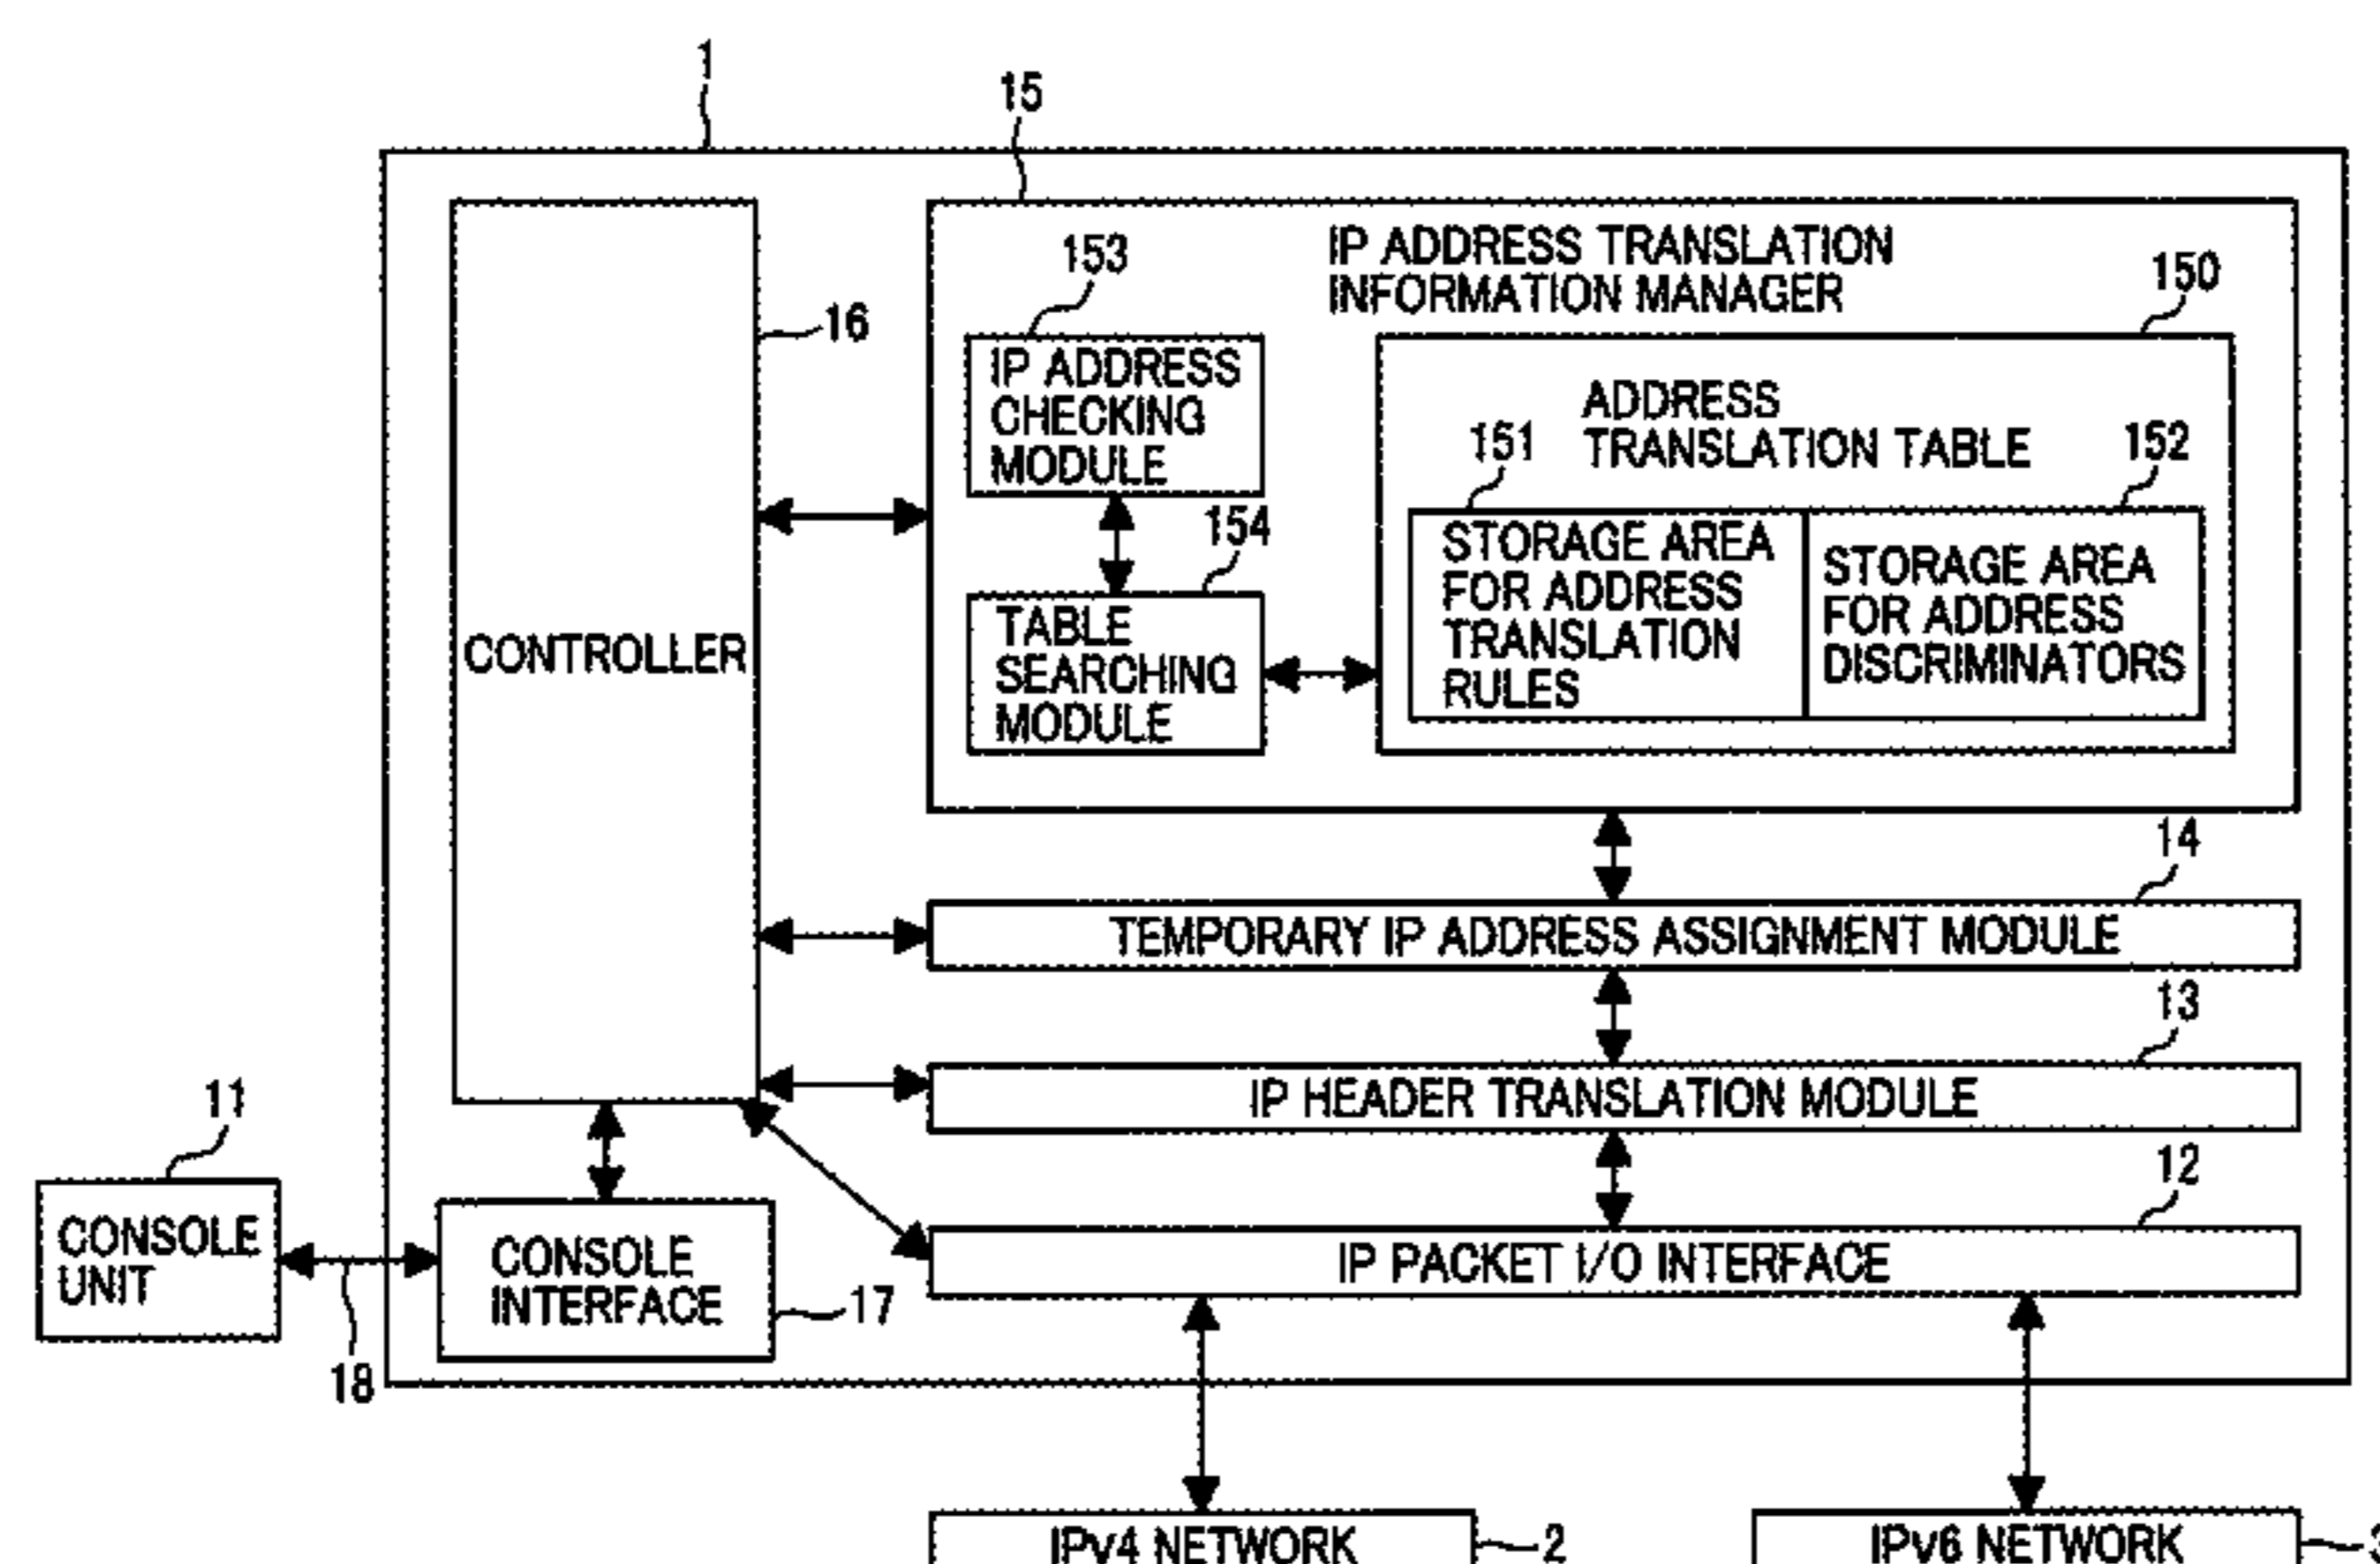 1
15
IP ADDRESS TRANSLATION
INFORMATION MANAGER
153
150
16
IP ADDRESS
CHECKING
MODULE
ADDRESS
TRANSLATION TABLE
151
152
154
STORAGE AREA
FOR ADDRESS
TRANSLATION
RULES
STORAGE AREA
FOR ADDRESS
DISCRIMINATORS
CONTROLLER
TABLE
SEARCHING
MODULE
14
TEMPORARY IP ADDRESS ASSIGNMENT MODULE
13
IP HEADER TRANSLATION MODULE
11
12
CONSOLE
UNIT
18
CONSOLE
INTERFACE
17
IP PACKET I/O INTERFACE
IPv4 NETWORK
2
IPv6 NETWORK